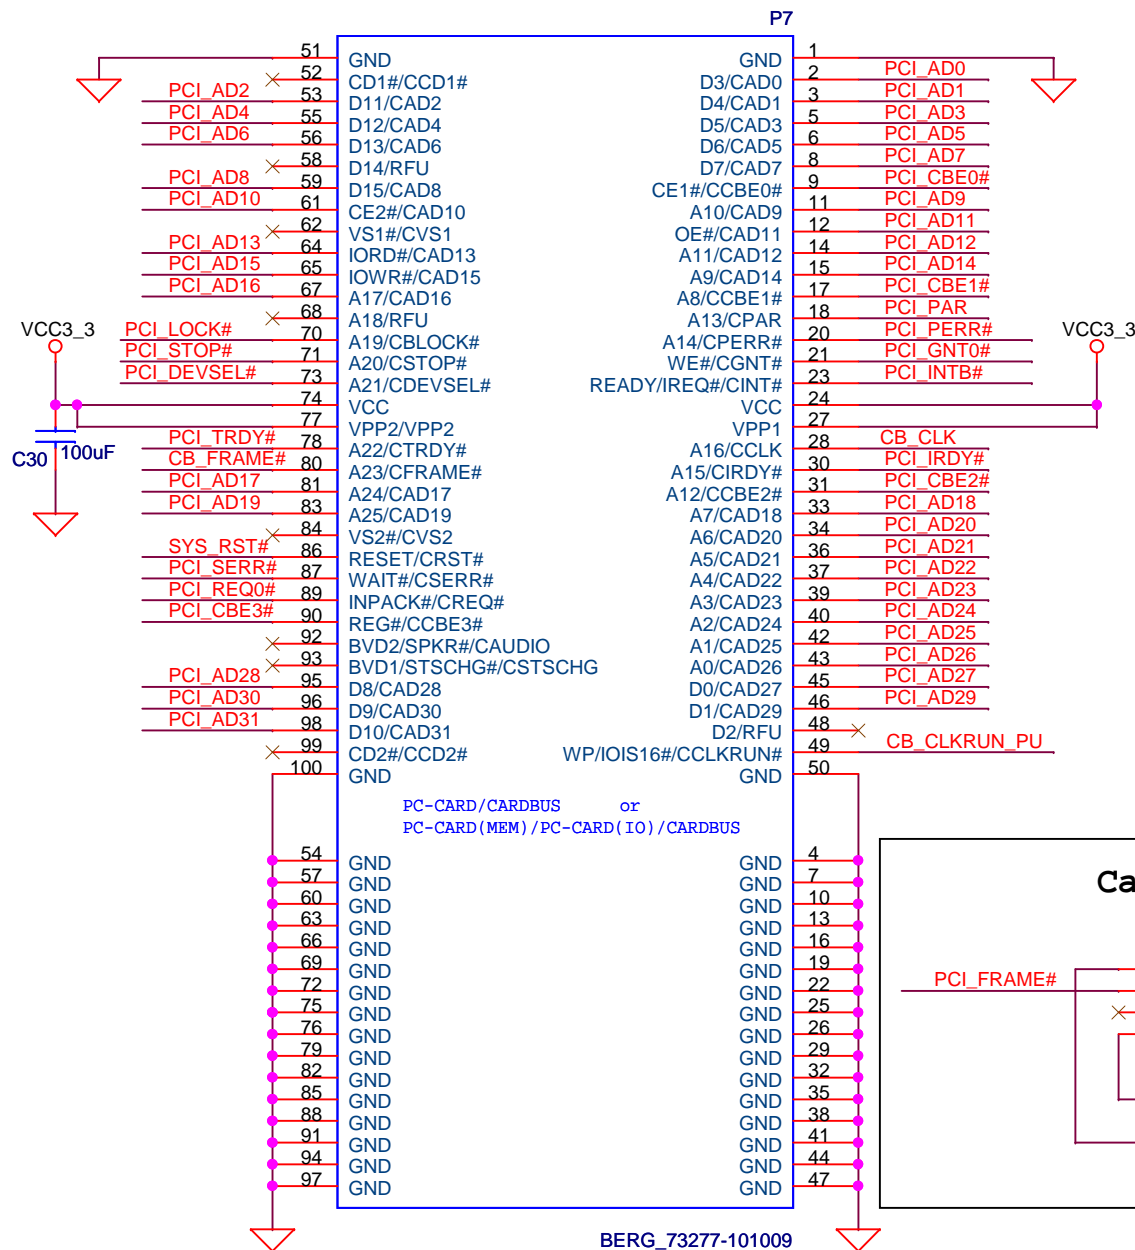 P7
51 GND GND 1
52 CD1#/CCD1# D3/CAD0 2 PCI_AD0
PCI_AD2 53 D11/CAD2 D4/CAD1 3 PCI_AD1
PCI_AD4 55 D12/CAD4 D5/CAD3 5 PCI_AD3
PCI_AD6 56 D13/CAD6 D6/CAD5 6 PCI_AD5
58 D14/RFU D7/CAD7 8 PCI_AD7
PCI_AD8 59 D15/CAD8 CE1#/CCBE0# 9 PCI_CBE0#
PCI_AD10 61 CE2#/CAD10 A10/CAD9 11 PCI_AD9
62 VS1#/CVS1 OE#/CAD11 12 PCI_AD11
PCI_AD13 64 IORD#/CAD13 A11/CAD12 14 PCI_AD12
PCI_AD15 65 IOWR#/CAD15 A9/CAD14 15 PCI_AD14
PCI_AD16 67 A17/CAD16 A8/CCBE1# 17 PCI_CBE1#
68 A18/RFU A13/CPAR 18 PCI_PAR
VCC3_3 PCI_LOCK# 70 A19/CBLOCK# A14/CPERR# 20 PCI_PERR# VCC3_3
PCI_STOP# 71 A20/CSTOP# WE#/CGNT# 21 PCI_GNT0#
PCI_DEVSEL# 73 A21/CDEVSEL# READY/IREQ#/CINT# 23 PCI_INTB#
74 VCC VCC 24
77 VPP2/VPP2 VPP1 27
C30 100uF PCI_TRDY# 78 A22/CTRDY# A16/CCLK 28 CB_CLK
CB_FRAME# 80 A23/CFRAME# A15/CIRDY# 30 PCI_IRDY#
PCI_AD17 81 A24/CAD17 A12/CCBE2# 31 PCI_CBE2#
PCI_AD19 83 A25/CAD19 A7/CAD18 33 PCI_AD18
84 VS2#/CVS2 A6/CAD20 34 PCI_AD20
SYS_RST# 86 RESET/CRST# A5/CAD21 36 PCI_AD21
PCI_SERR# 87 WAIT#/CSERR# A4/CAD22 37 PCI_AD22
PCI_REQ0# 89 INPACK#/CREQ# A3/CAD23 39 PCI_AD23
PCI_CBE3# 90 REG#/CCBE3# A2/CAD24 40 PCI_AD24
92 BVD2/SPKR#/CAUDIO A1/CAD25 42 PCI_AD25
93 BVD1/STSCHG#/CSTSCHG A0/CAD26 43 PCI_AD26
PCI_AD28 95 D8/CAD28 D0/CAD27 45 PCI_AD27
PCI_AD30 96 D9/CAD30 D1/CAD29 46 PCI_AD29
PCI_AD31 98 D10/CAD31 D2/RFU 48
99 CD2#/CCD2# WP/IOIS16#/CCLKRUN# 49 CB_CLKRUN_PU
100 GND GND 50
PC-CARD/CARDBUS or
PC-CARD(MEM)/PC-CARD(IO)/CARDBUS
54 GND GND 4
57 GND GND 7
60 GND GND 10
63 GND GND 13
66 GND GND 16
69 GND GND 19
72 GND GND 22
75 GND GND 25
76 GND GND 26
79 GND GND 29
82 GND GND 32
85 GND GND 35
88 GND GND 38
91 GND GND 41
94 GND GND 44
97 GND GND 47
BERG_73277-101009
Ca
PCI_FRAME#